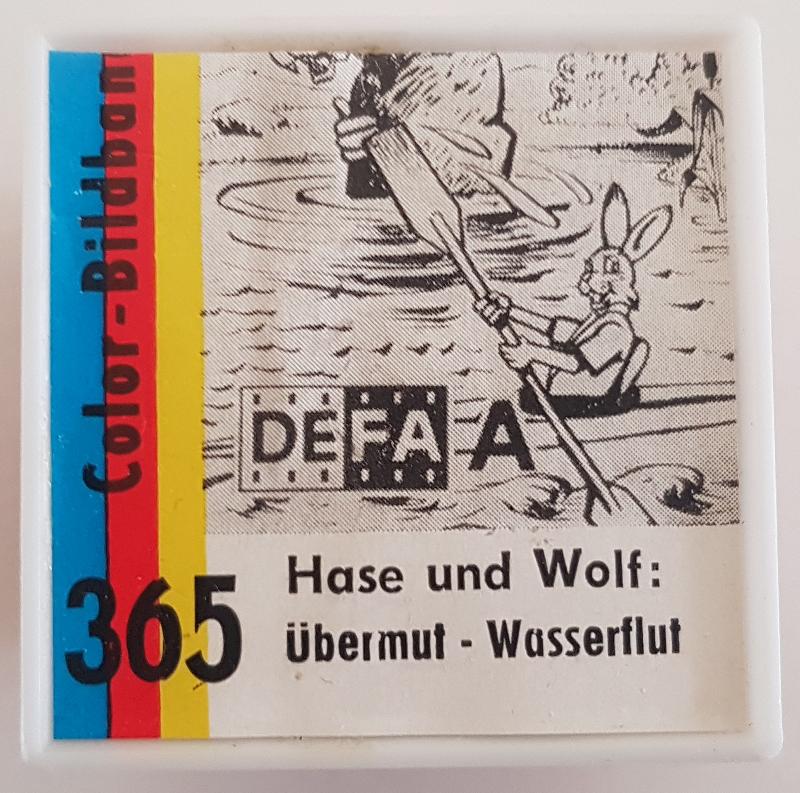 Color-Bildban
DEFA A
365
Hase und Wolf:
Übermut - Wasserflut